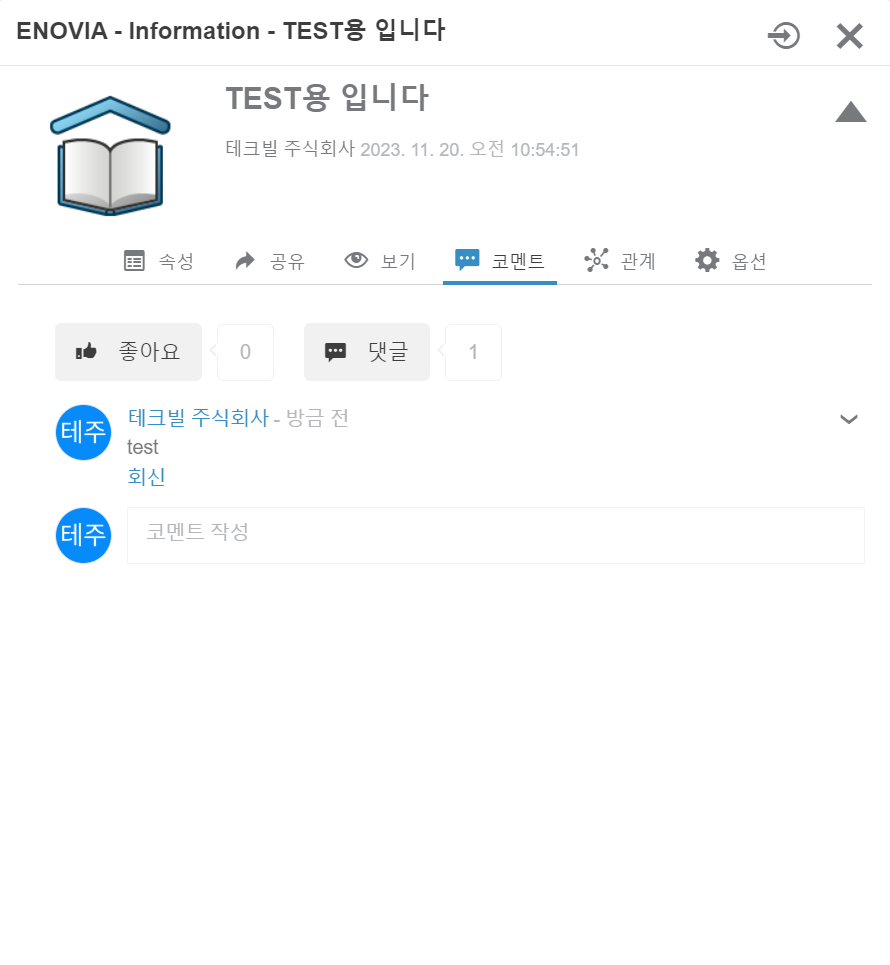 ENOVIA - Information - TEST용 입니다
TEST용 입니다
테크빌 주식회사 2023. 11. 20. 오전 10:54:51
속성 공유 보기 코멘트 관계 옵션
좋아요 0 댓글 1
테주 테크빌 주식회사 - 방금 전
test
회신
테주 코멘트 작성